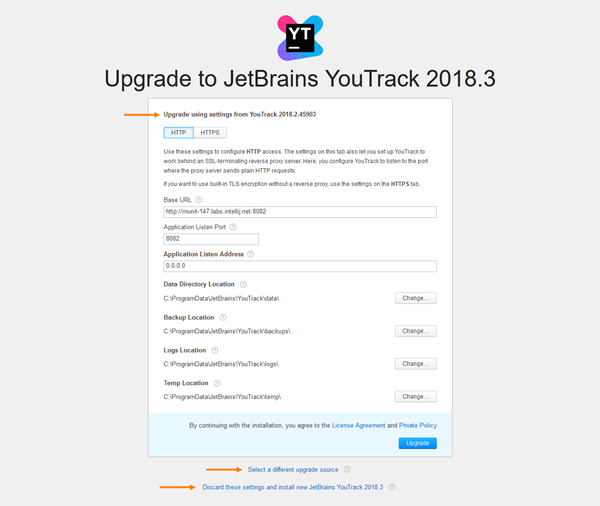 YT
Upgrade to JetBrains YouTrack 2018.3
Upgrade using settings from YouTrack 2018.2.45903
HTTP HTTPS
Use these settings to configure HTTP access. The settings on this tab also let you set up YouTrack to
work behind an SSL-terminating reverse proxy server. Here, you configure YouTrack to listen to the port
where the proxy server sends plain HTTP requests.
If you want to use built-in TLS encryption without a reverse proxy, use the settings on the HTTPS tab.
Base URL ?
http://munit-147.labs.intellij.net:8082
Application Listen Port ?
8082
Application Listen Address ?
0.0.0.0
Data Directory Location ?
C:\ProgramData\JetBrains\YouTrack\data\ Change...
Backup Location ?
C:\ProgramData\JetBrains\YouTrack\backups\ Change...
Logs Location ?
C:\ProgramData\JetBrains\YouTrack\logs\ Change...
Temp Location ?
C:\ProgramData\JetBrains\YouTrack\temp\ Change...
By continuing with the installation, you agree to the License Agreement and Private Policy
Upgrade
Select a different upgrade source ?
Discard these settings and install new JetBrains YouTrack 2018.3 ?